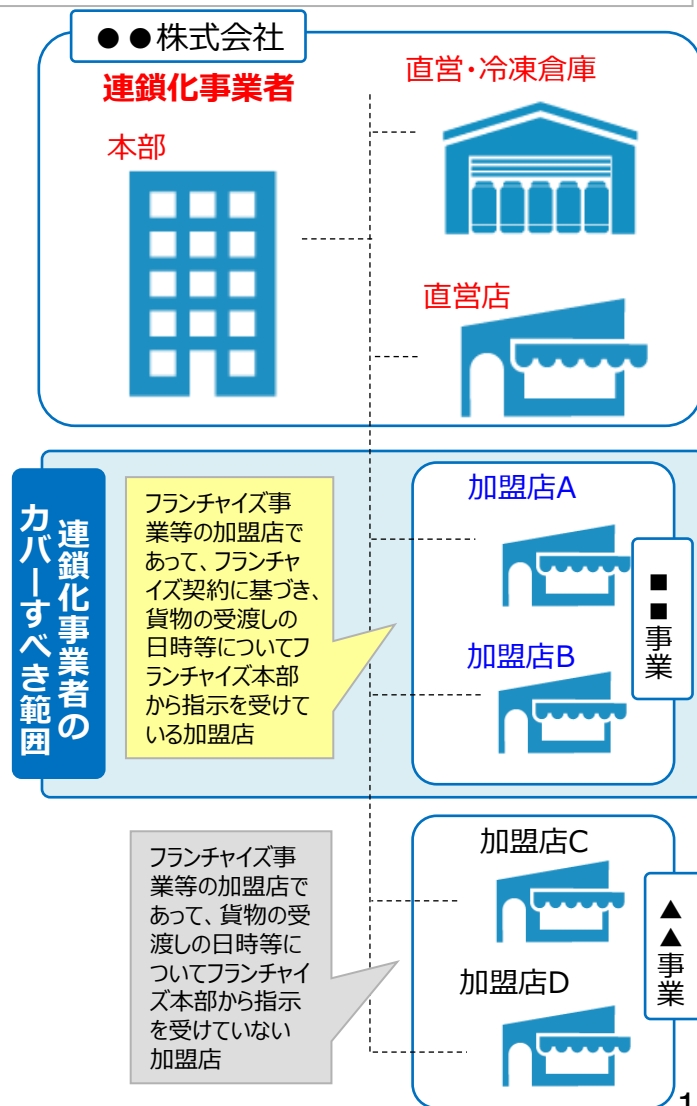 ●●株式会社
連鎖化事業者
本部
直営・冷凍倉庫
直営店
連鎖化事業者の
カバーすべき範囲
フランチャイズ事
業等の加盟店で
あって、フランチャ
イズ契約に基づき、
貨物の受渡しの
日時等についてフ
ランチャイズ本部
から指示を受けて
いる加盟店
加盟店A
加盟店B
■■事業
フランチャイズ事
業等の加盟店で
あって、貨物の受
渡しの日時等に
ついてフランチャイ
ズ本部から指示
を受けていない
加盟店
加盟店C
加盟店D
▲▲事業
1